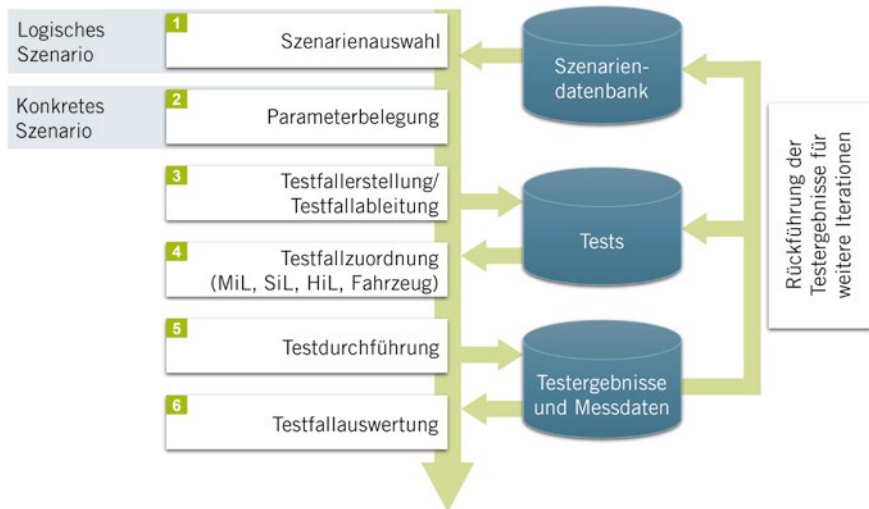 Logisches
Szenario
1
Szenarienauswahl
Konkretes
Szenario
2
Parameterbelegung
3
Testfallerstellung/
Testfallableitung
4
Testfallzuordnung
(MiL, SiL, HiL, Fahrzeug)
5
Testdurchführung
6
Testfallauswertung
Szenarien-
datenbank
Tests
Testergebnisse
und Messdaten
Rückführung der
Testergebnisse für
weitere Iterationen